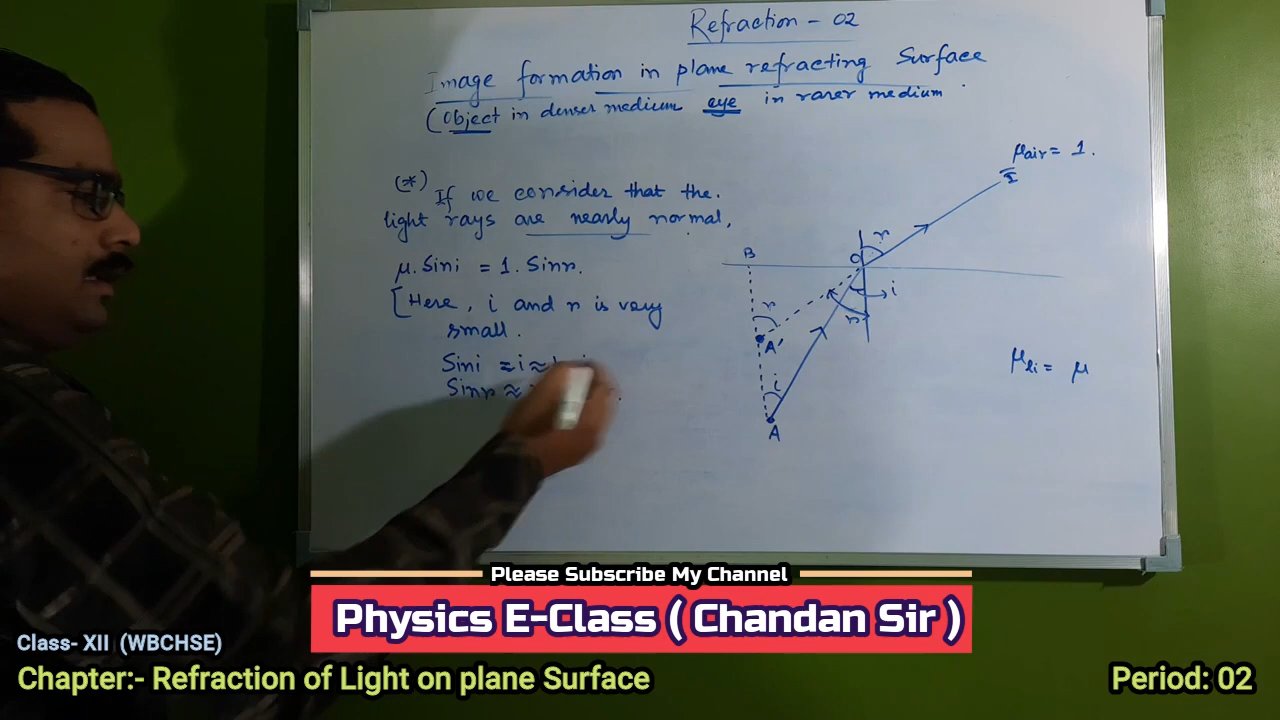 Refraction - 02
Image formation in plane refracting Surface
(Object in denser medium eye in rarer medium
(*) If we consider that the.
light rays are nearly normal,
μ.Sini = 1.Sinr.
[Here, i and r is very
small.
Sini ≈ i ≈
Sinr ≈
μair = 1.
I
r
B
O
i
r
r
A'
i
A
μli = μ
Please Subscribe My Channel
Physics E-Class ( Chandan Sir )
Class- XII (WBCHSE)
Chapter:- Refraction of Light on plane Surface
Period: 02